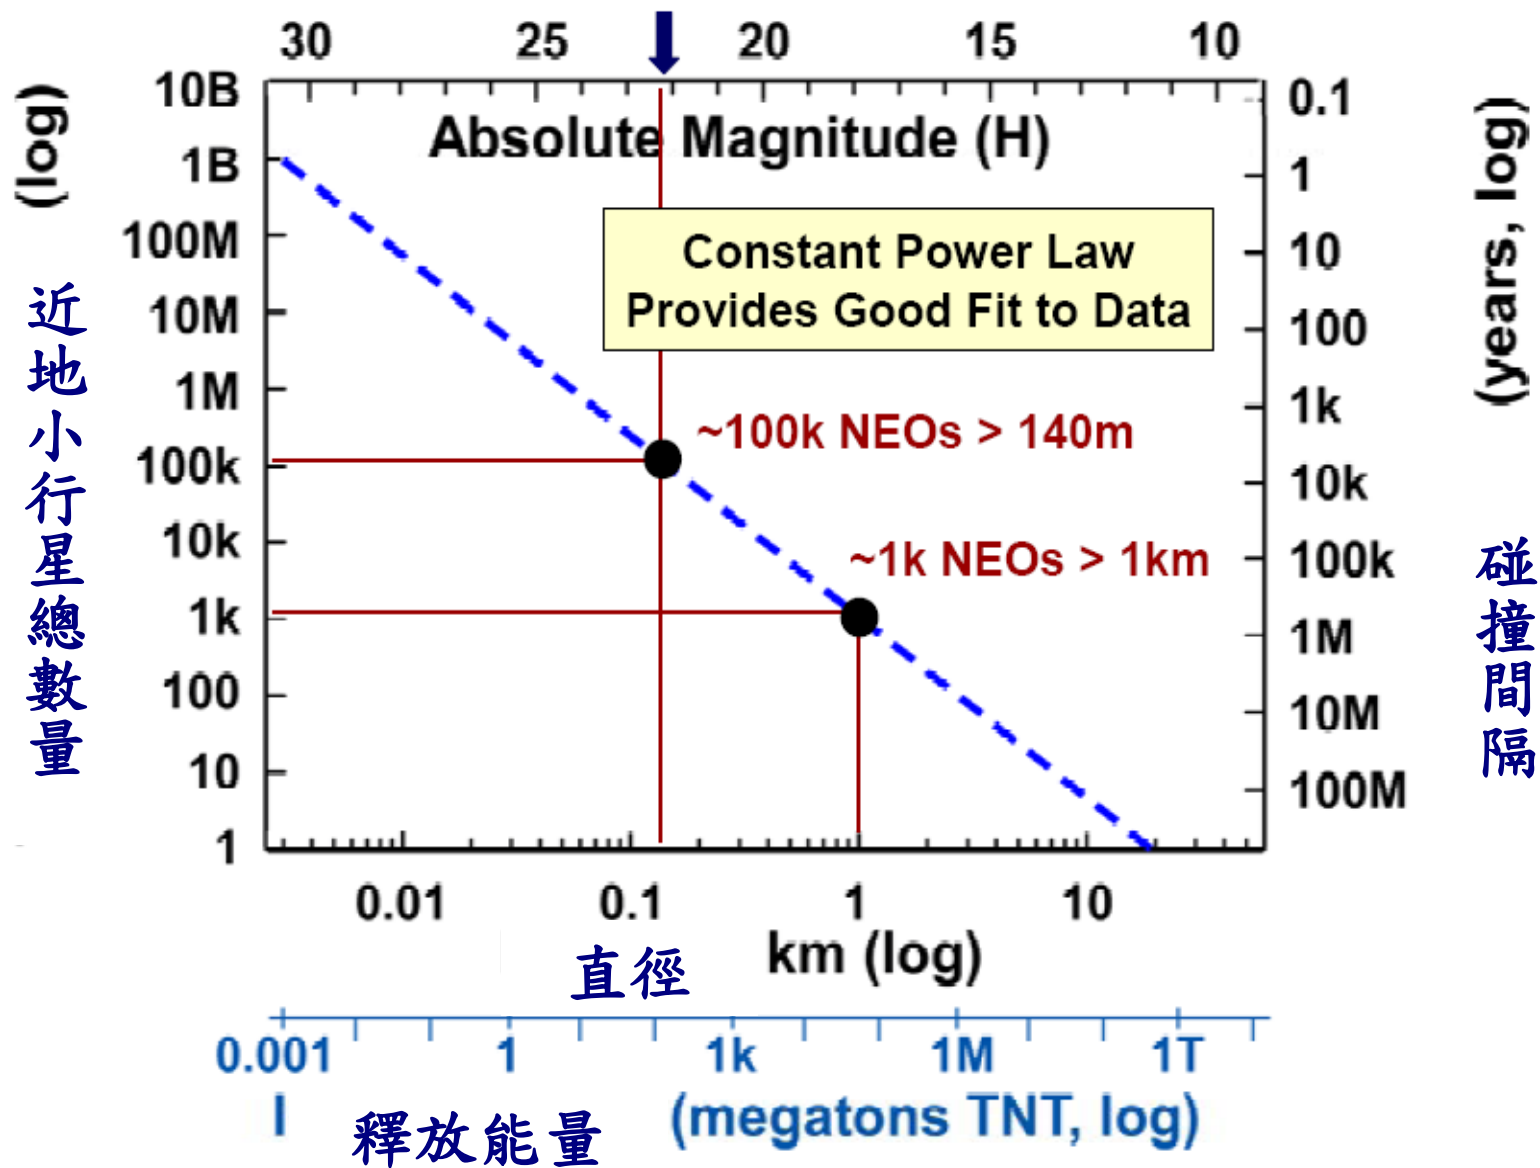 30 25 20 15 10
Absolute Magnitude (H)
(log)
近地小行星總數量
10B
1B
100M
10M
1M
100k
10k
1k
100
10
1
Constant Power Law
Provides Good Fit to Data
~100k NEOs > 140m
~1k NEOs > 1km
0.1
1
10
100
1k
10k
100k
1M
10M
100M
(years, log)
碰撞間隔
0.01 0.1 1 10
直徑 km (log)
0.001 1 1k 1M 1T
釋放能量 (megatons TNT, log)